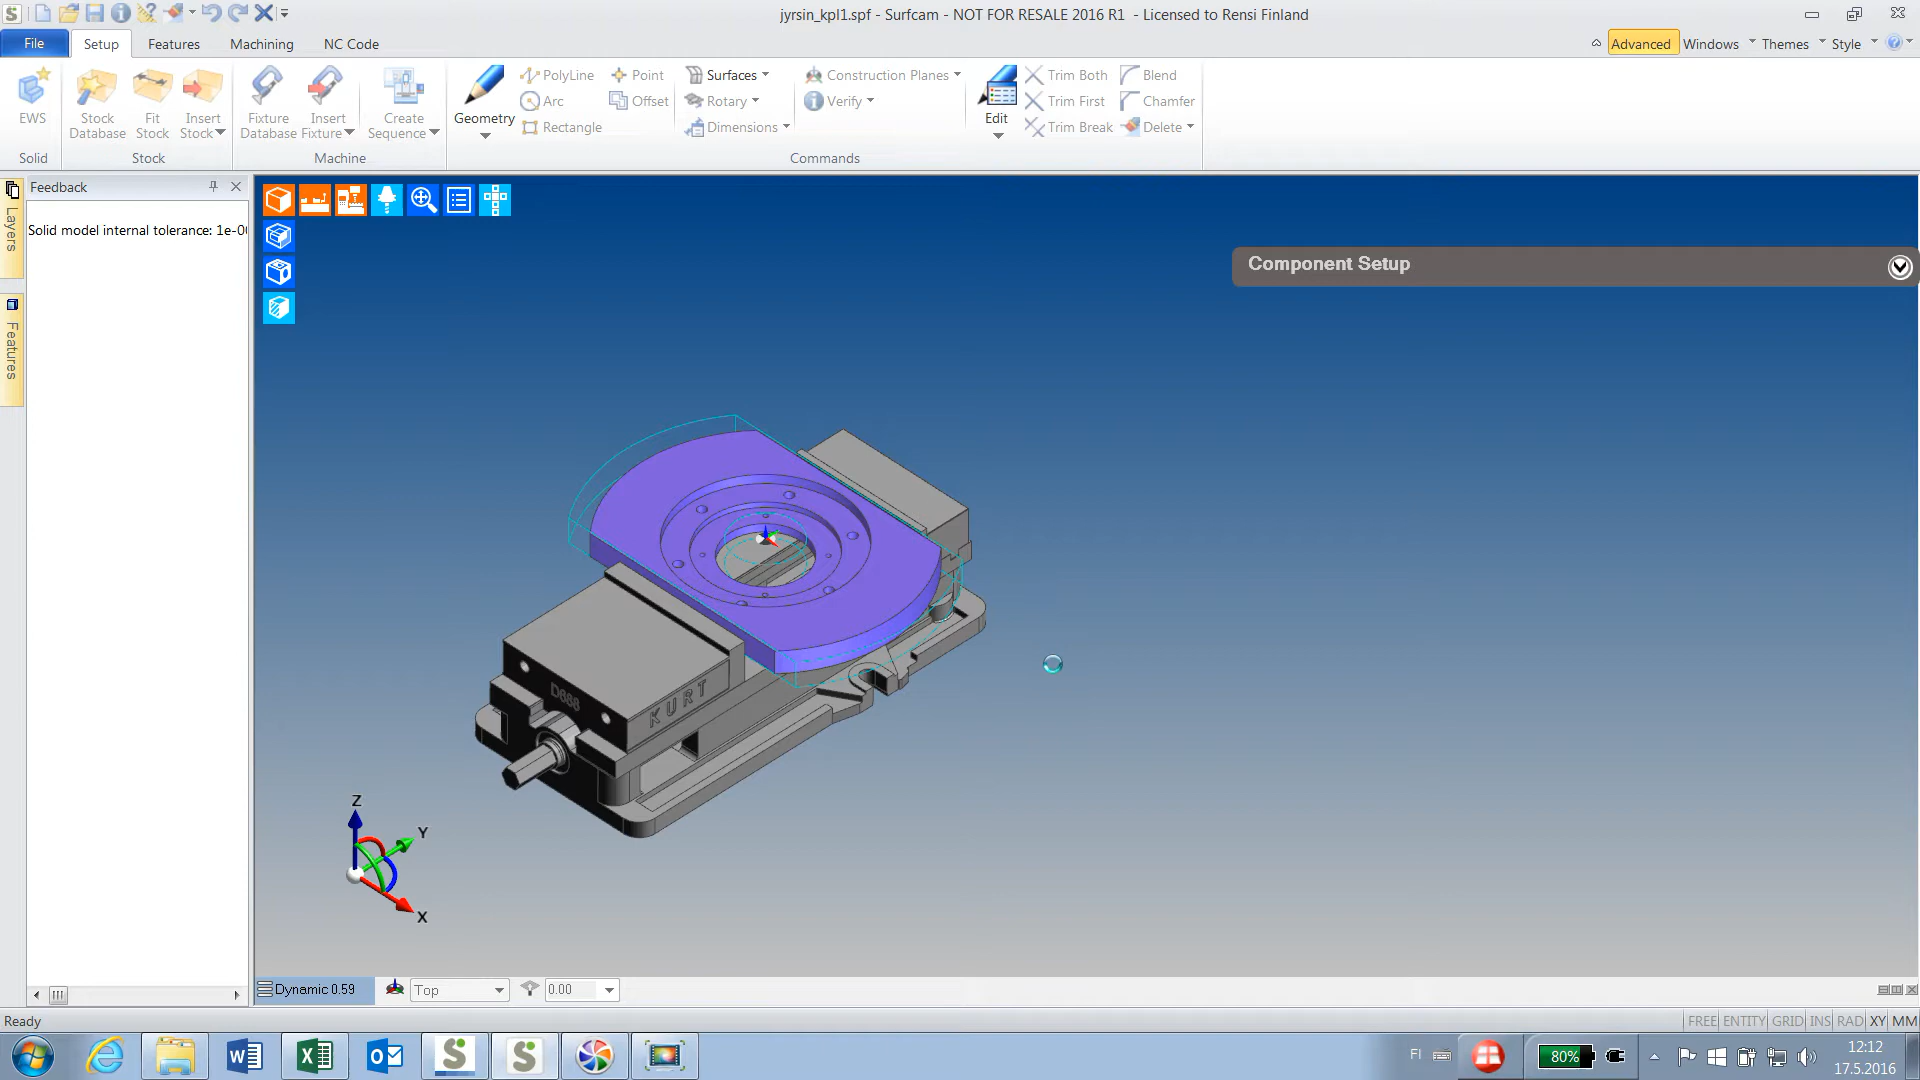 jyrsin_kpl1.spf - Surfcam - NOT FOR RESALE 2016 R1 - Licensed to Rensi Finland
File
Setup
Features
Machining
NC Code
Advanced
Windows
Themes
Style
EWS
Stock Database
Fit Stock
Insert Stock
Fixture Database
Insert Fixture
Create Sequence
Geometry
PolyLine
Arc
Rectangle
Point
Offset
Surfaces
Rotary
Dimensions
Construction Planes
Verify
Edit
Trim Both
Trim First
Trim Break
Blend
Chamfer
Delete
Solid
Stock
Machine
Commands
Layers
Features
Feedback
Solid model internal tolerance: 1e-0
Component Setup
D688
KURT
Z
Y
X
Dynamic 0.59
Top
0.00
Ready
FREE ENTITY GRID INS RAD XY MM
FI
80%
12:12
17.5.2016